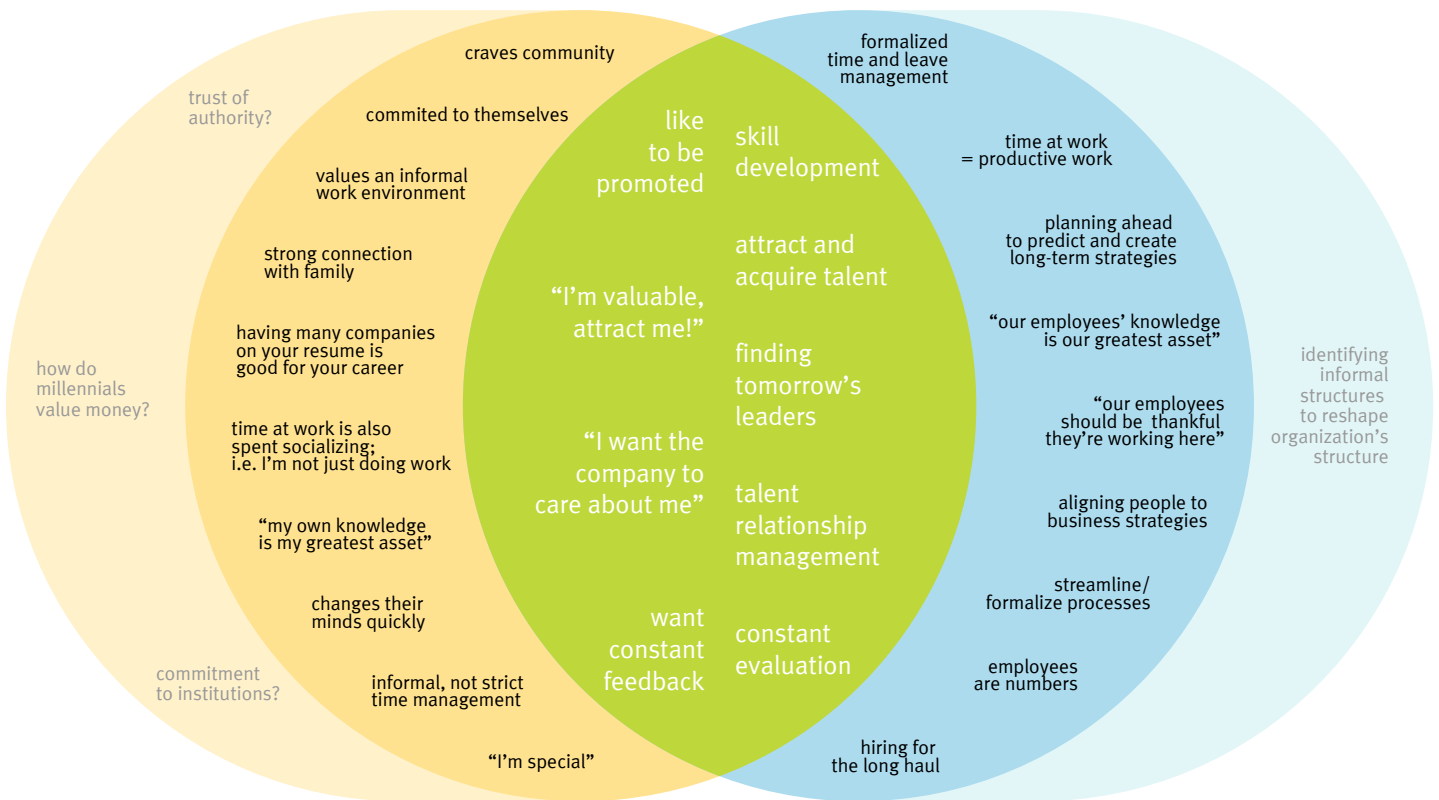 trust of
authority?
how do
millennials
value money?
commitment
to institutions?
craves community
commited to themselves
values an informal
work environment
strong connection
with family
having many companies
on your resume is
good for your career
time at work is also
spent socializing;
i.e. I’m not just doing work
“my own knowledge
is my greatest asset”
changes their
minds quickly
informal, not strict
time management
“I’m special”
like
to be
promoted
“I’m valuable,
attract me!”
“I want the
company to
care about me”
want
constant
feedback
skill
development
attract and
acquire talent
finding
tomorrow’s
leaders
talent
relationship
management
constant
evaluation
formalized
time and leave
management
time at work
= productive work
planning ahead
to predict and create
long-term strategies
“our employees’ knowledge
is our greatest asset”
“our employees
should be thankful
they’re working here”
aligning people to
business strategies
streamline/
formalize processes
employees
are numbers
hiring for
the long haul
identifying
informal
structures
to reshape
organization’s
structure